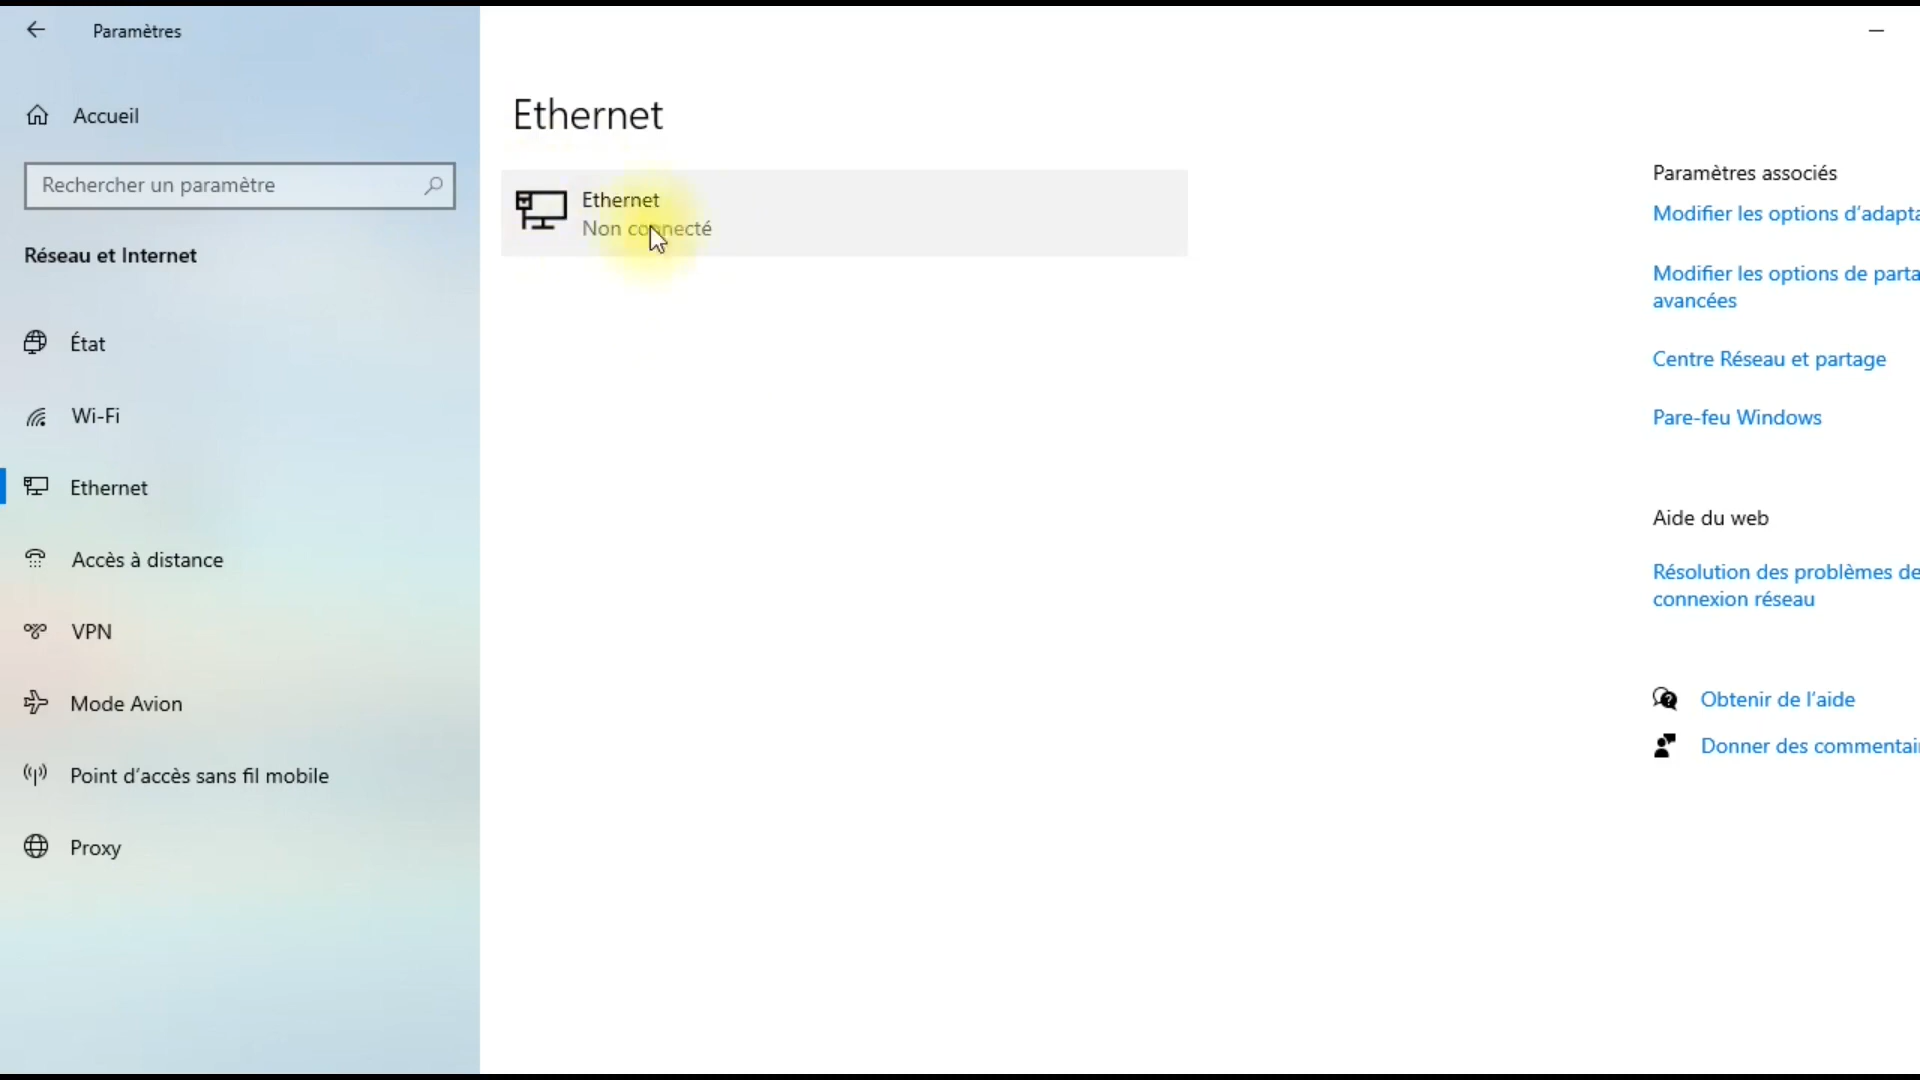 Paramètres
Accueil
Rechercher un paramètre
Réseau et Internet
État
Wi-Fi
Ethernet
Accès à distance
VPN
Mode Avion
Point d'accès sans fil mobile
Proxy
Ethernet
Ethernet
Non connecté
Paramètres associés
Modifier les options d'adapta
Modifier les options de parta
avancées
Centre Réseau et partage
Pare-feu Windows
Aide du web
Résolution des problèmes de
connexion réseau
Obtenir de l'aide
Donner des commentai